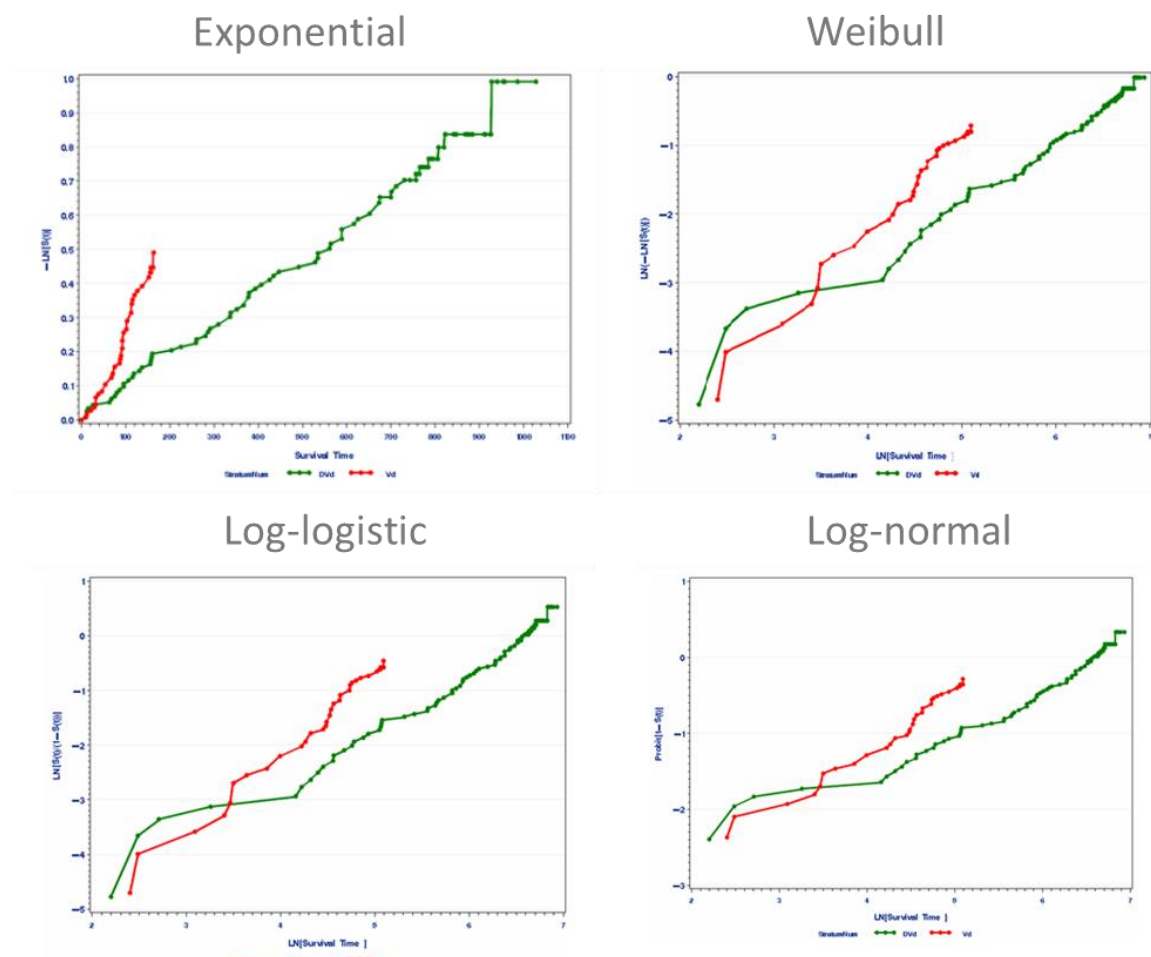 Exponential
Weibull
1.0
0.9
0.8
0.7
0.6
0.5
0.4
0.3
0.2
0.1
0.0
−LN[S(t)]
0 100 200 300 400 500 600 700 800 900 1000 1100
Survival Time
StratumNum DVd Vd
0
−1
−2
−3
−4
−5
LN(−LN[S(t)])
2 3 4 5 6 7
LN[Survival Time ]
StratumNum DVd Vd
Log-logistic
Log-normal
1
0
−1
−2
−3
−4
−5
LN[S(t)/(1−S(t))]
2 3 4 5 6 7
LN[Survival Time ]
1
0
−1
−2
−3
Probit[1−S(t)]
2 3 4 5 6 7
LN[Survival Time ]
StratumNum DVd Vd